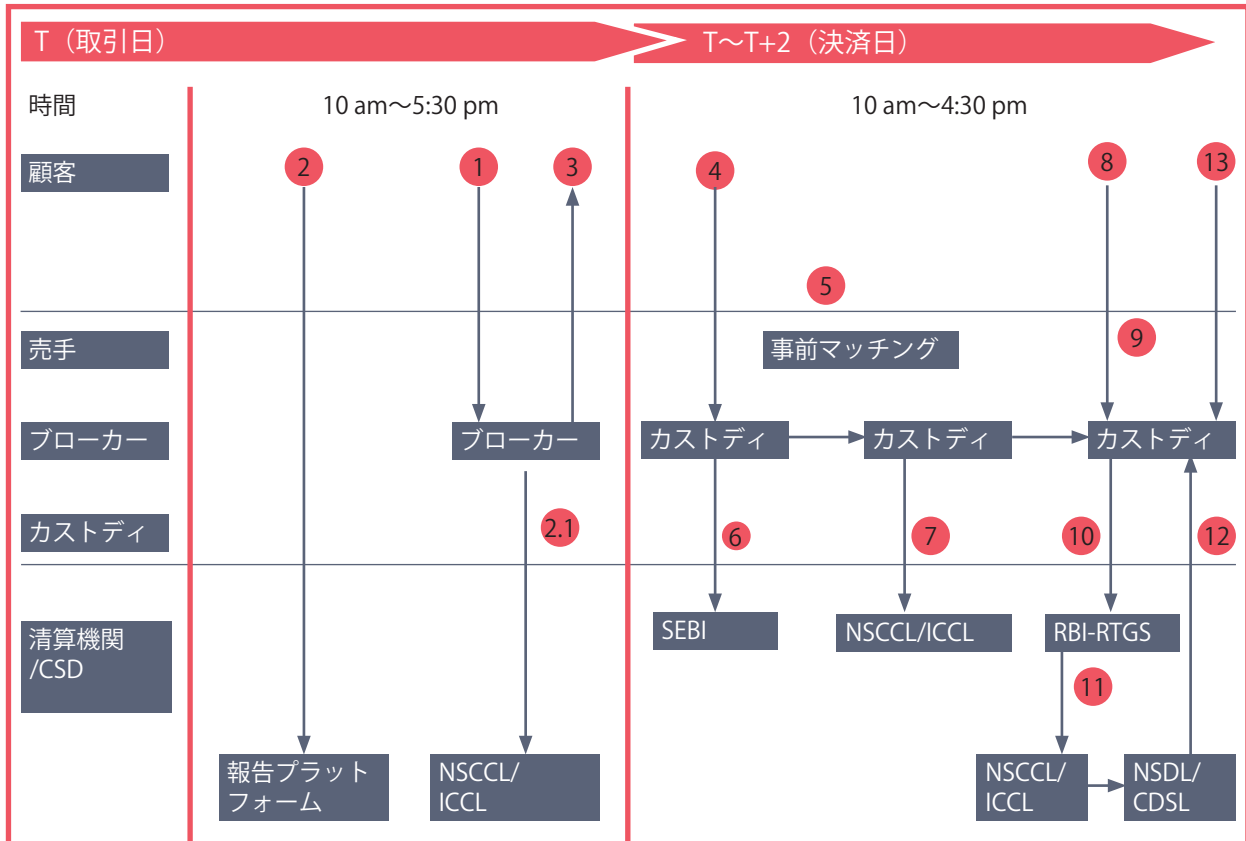 T（取引日）
T～T+2（決済日）
時間
10 am～5:30 pm
10 am～4:30 pm
顧客
2
1
3
4
8
13
5
売手
事前マッチング
9
ブローカー
ブローカー
カストディ
カストディ
カストディ
カストディ
2.1
6
7
10
12
清算機関
/CSD
SEBI
NSCCL/ICCL
RBI-RTGS
11
報告プラット
フォーム
NSCCL/
ICCL
NSCCL/
ICCL
NSDL/
CDSL